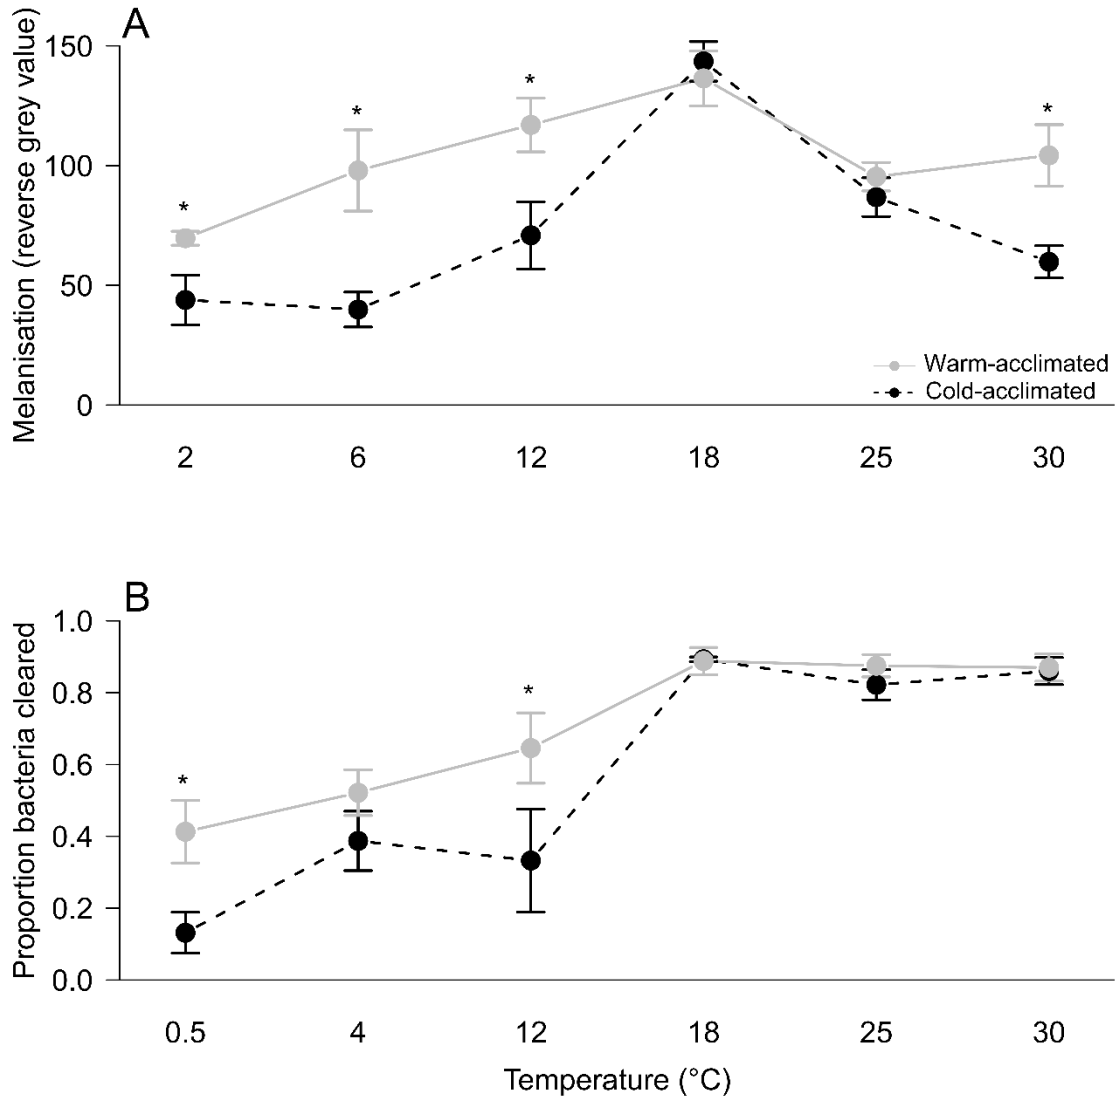 A
Melanisation (reverse grey value)
150
100
50
0
*
*
*
*
Warm-acclimated
Cold-acclimated
2 6 12 18 25 30
B
Proportion bacteria cleared
1.0
0.8
0.6
0.4
0.2
0.0
*
*
0.5 4 12 18 25 30
Temperature (°C)